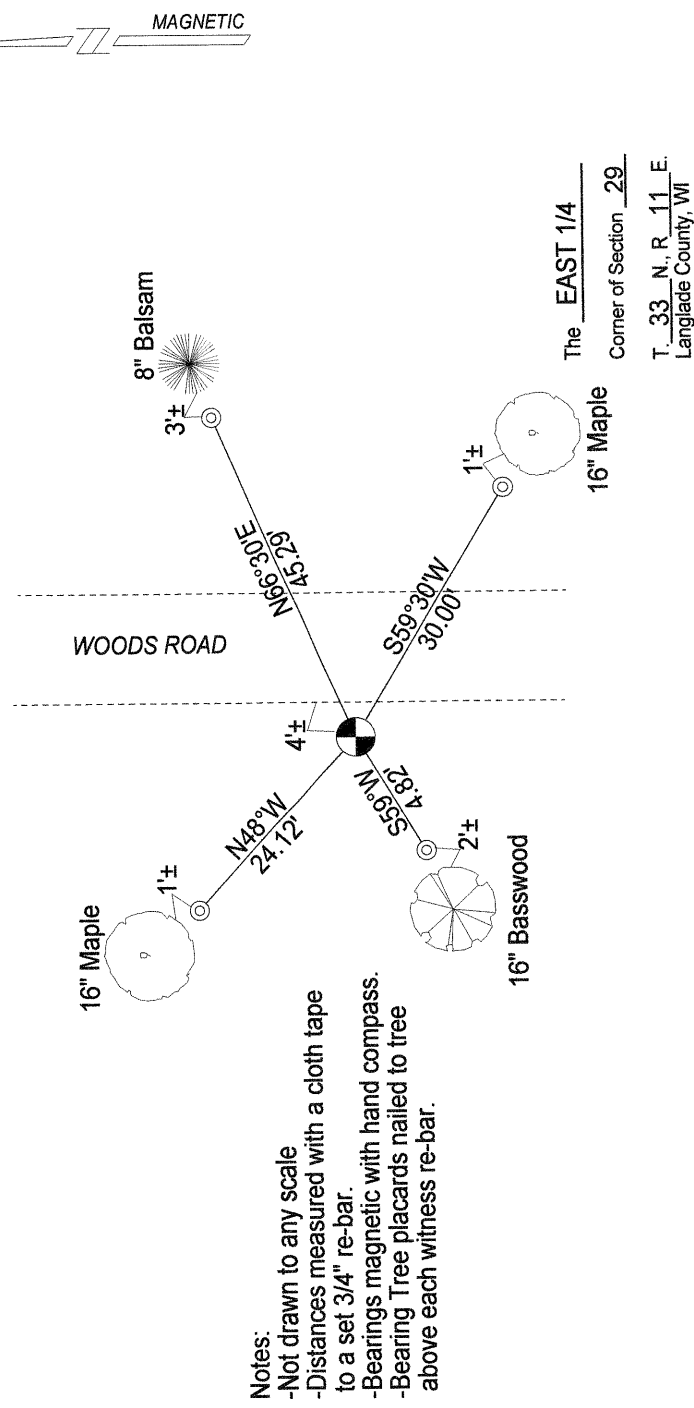 MAGNETIC
8" Balsam
3'±
N66°30'E
45.29'
WOODS ROAD
4'±
S59°30"W
30.00'
1'±
16" Maple
N48°W
24.12'
1'±
16" Maple
S59°W
4.82'
2'±
16" Basswood
The EAST 1/4
Corner of Section 29
T. 33 N., R 11 E.
Langlade County, WI
Notes:
-Not drawn to any scale
-Distances measured with a cloth tape
to a set 3/4" re-bar.
-Bearings magnetic with hand compass.
-Bearing Tree placards nailed to tree
above each witness re-bar.